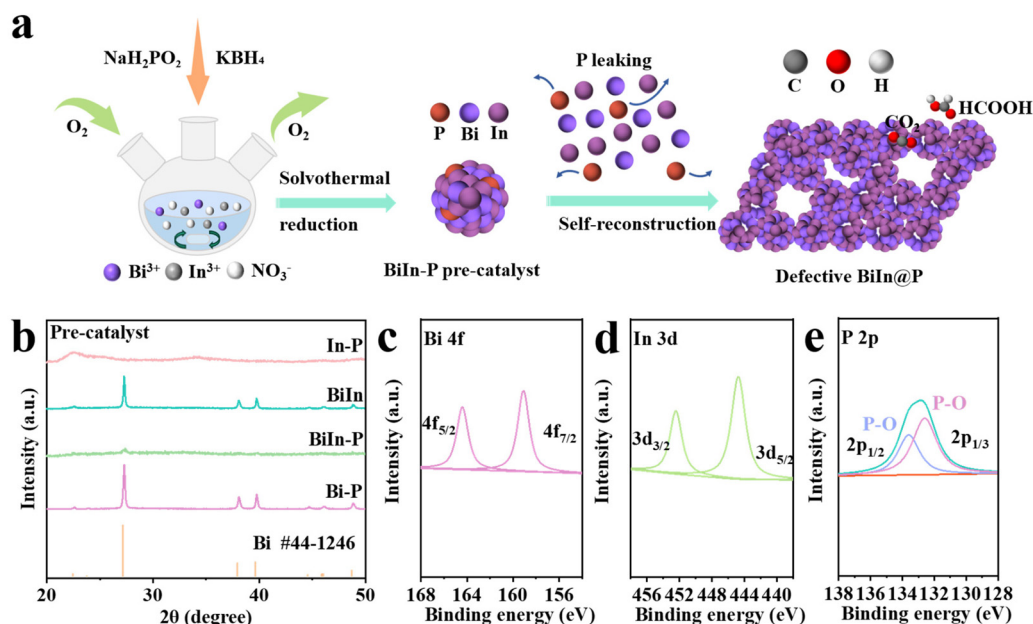 a
NaH₂PO₂ KBH₄
O₂
O₂
Bi³⁺ In³⁺ NO₃⁻
Solvothermal
reduction
P Bi In
BiIn-P pre-catalyst
P leaking
Self-reconstruction
C O H
CO₂
HCOOH
Defective BiIn@P
b
Pre-catalyst
In-P
BiIn
BiIn-P
Bi-P
Bi #44-1246
Intensity (a.u.)
20 30 40 50
2θ (degree)
c
Bi 4f
4f5/2
4f7/2
Intensity (a.u.)
168 164 160 156
Binding energy (eV)
d
In 3d
3d3/2
3d5/2
Intensity (a.u.)
456 452 448 444 440
Binding energy (eV)
e
P 2p
P-O
P-O
2p1/2
2p1/3
Intensity (a.u.)
138 136 134 132 130 128
Binding energy (eV)